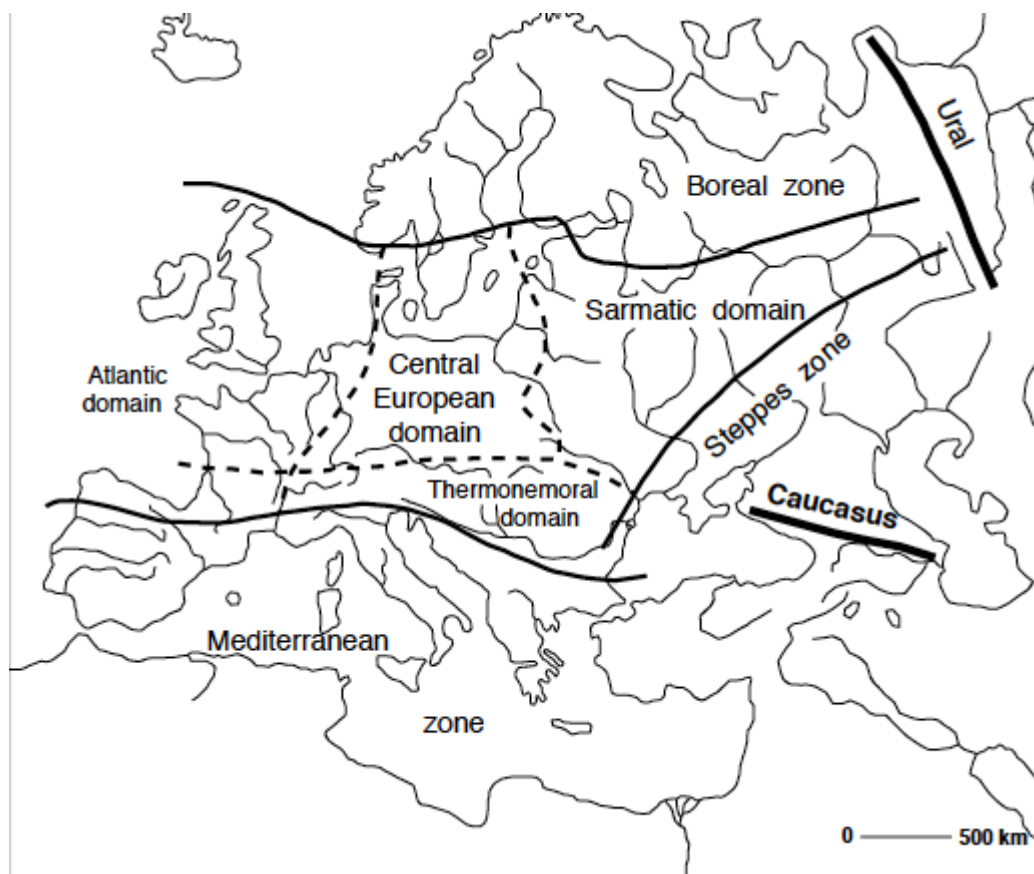 Ural
Boreal zone
Sarmatic domain
Atlantic
domain
Central
European
domain
Steppes zone
Thermonemoral
domain
Caucasus
Mediterranean
zone
0 500 km